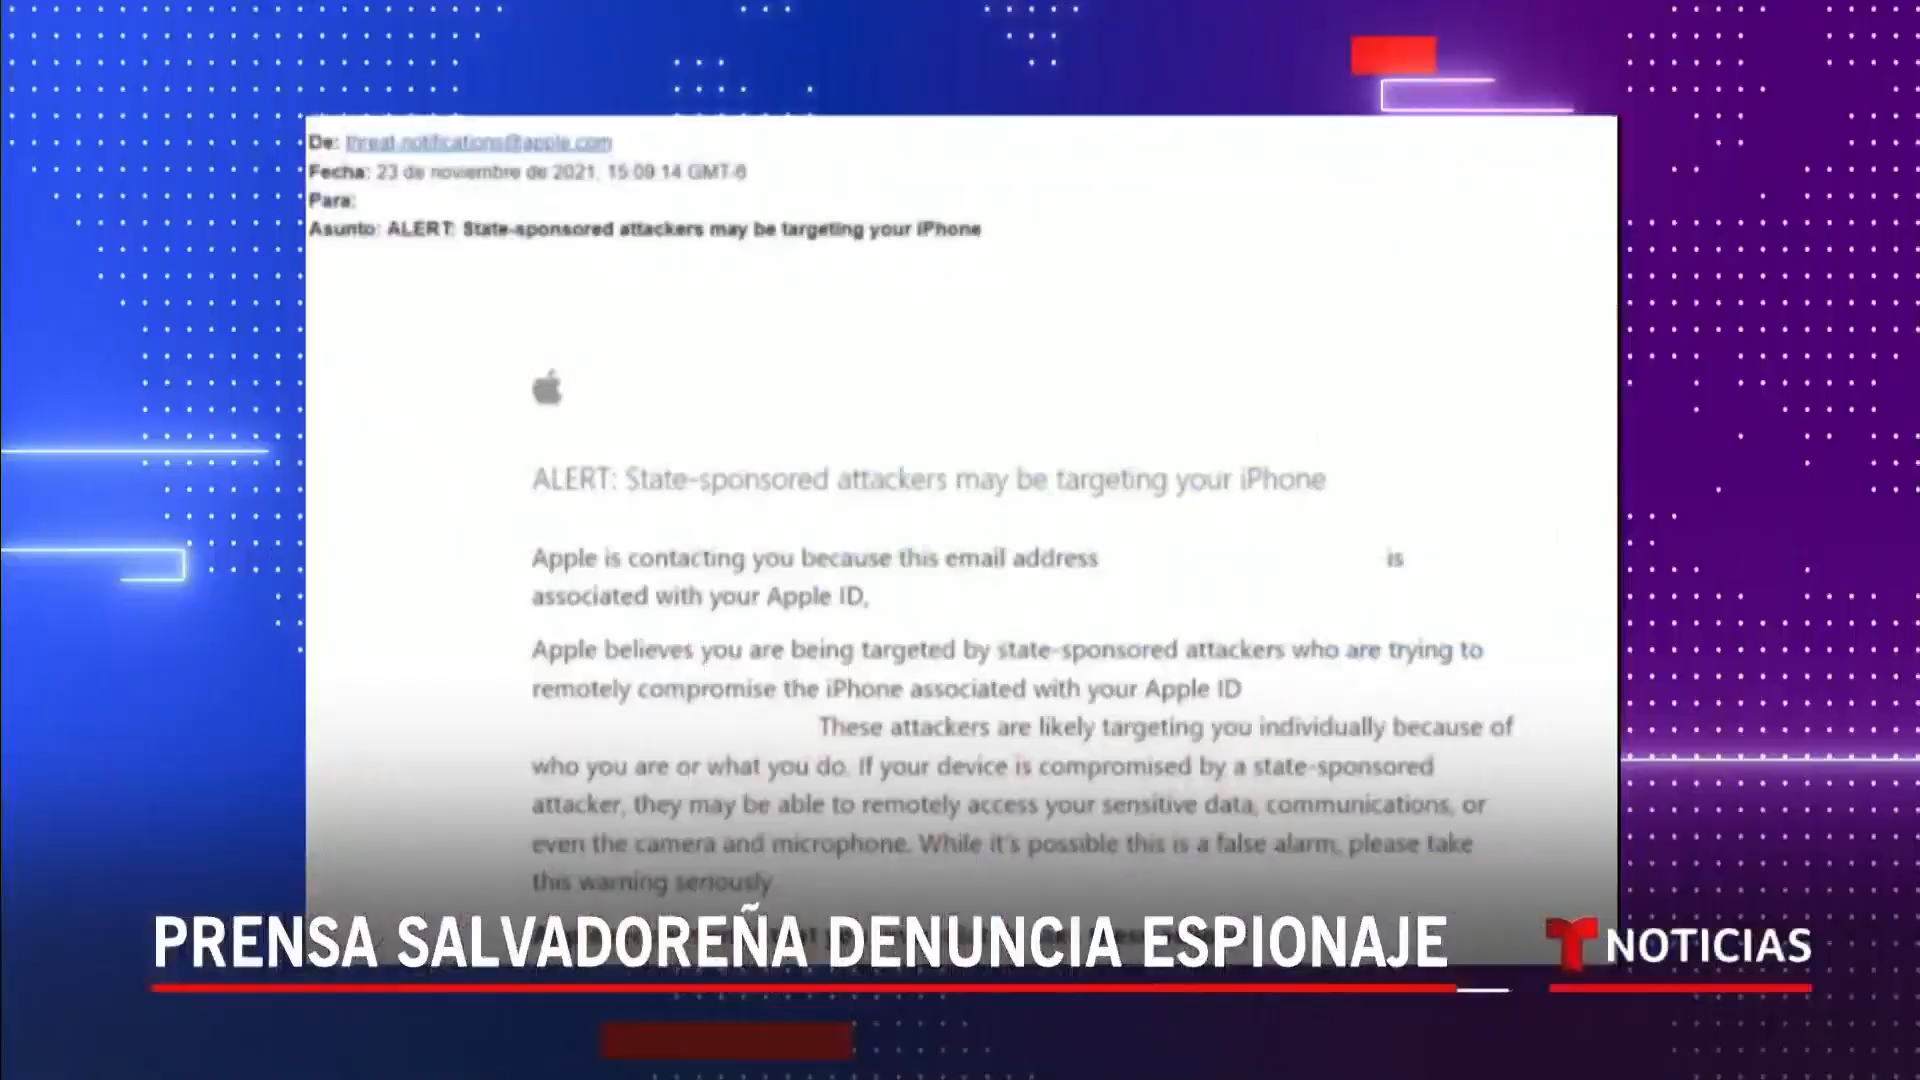 De: threat-notifications@apple.com
Fecha: 23 de noviembre de 2021, 15:09:14 GMT-6
Para:
Asunto: ALERT: State-sponsored attackers may be targeting your iPhone
ALERT: State-sponsored attackers may be targeting your iPhone
Apple is contacting you because this email address is
associated with your Apple ID,
Apple believes you are being targeted by state-sponsored attackers who are trying to
remotely compromise the iPhone associated with your Apple ID
These attackers are likely targeting you individually because of
who you are or what you do. If your device is compromised by a state-sponsored
attacker, they may be able to remotely access your sensitive data, communications, or
even the camera and microphone. While it's possible this is a false alarm, please take
this warning seriously
PRENSA SALVADOREÑA DENUNCIA ESPIONAJE
NOTICIAS